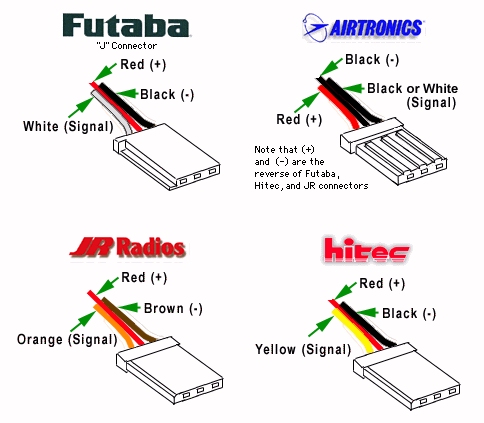 Futaba
"J" Connector
Red (+)
Black (-)
White (Signal)
AIRTRONICS
Black (-)
Black or White
(Signal)
Red (+)
Note that (+)
and (-) are the
reverse of Futaba,
Hitec, and JR connectors
JR Radios
Red (+)
Brown (-)
Orange (Signal)
hitec
Red (+)
Black (-)
Yellow (Signal)